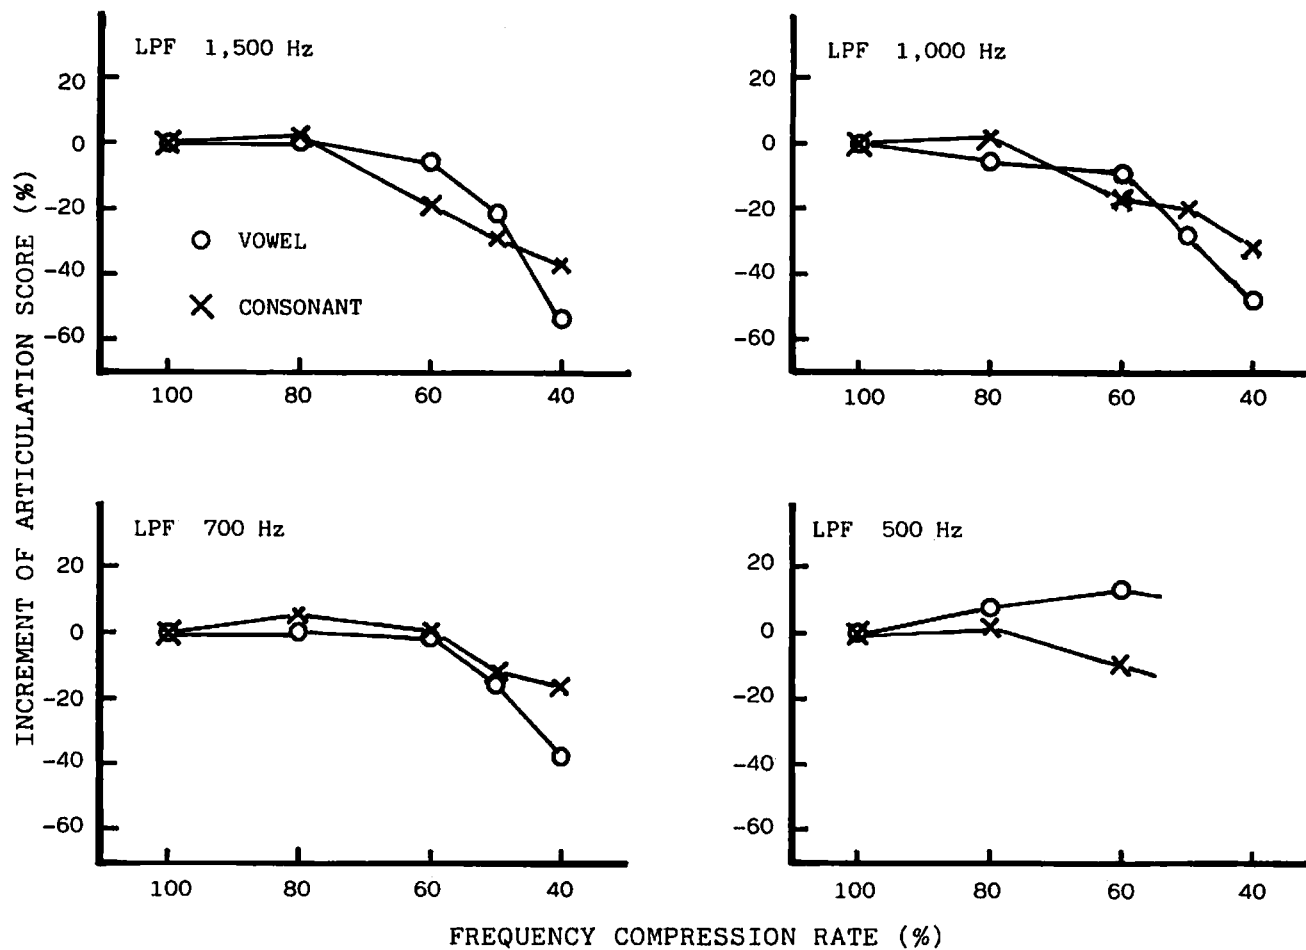 LPF 1,500 Hz
20
0
-20
-40
-60
VOWEL
CONSONANT
100 80 60 40
LPF 1,000 Hz
20
0
-20
-40
-60
100 80 60 40
LPF 700 Hz
20
0
-20
-40
-60
100 80 60 40
LPF 500 Hz
20
0
-20
-40
-60
100 80 60 40
INCREMENT OF ARTICULATION SCORE (%)
FREQUENCY COMPRESSION RATE (%)